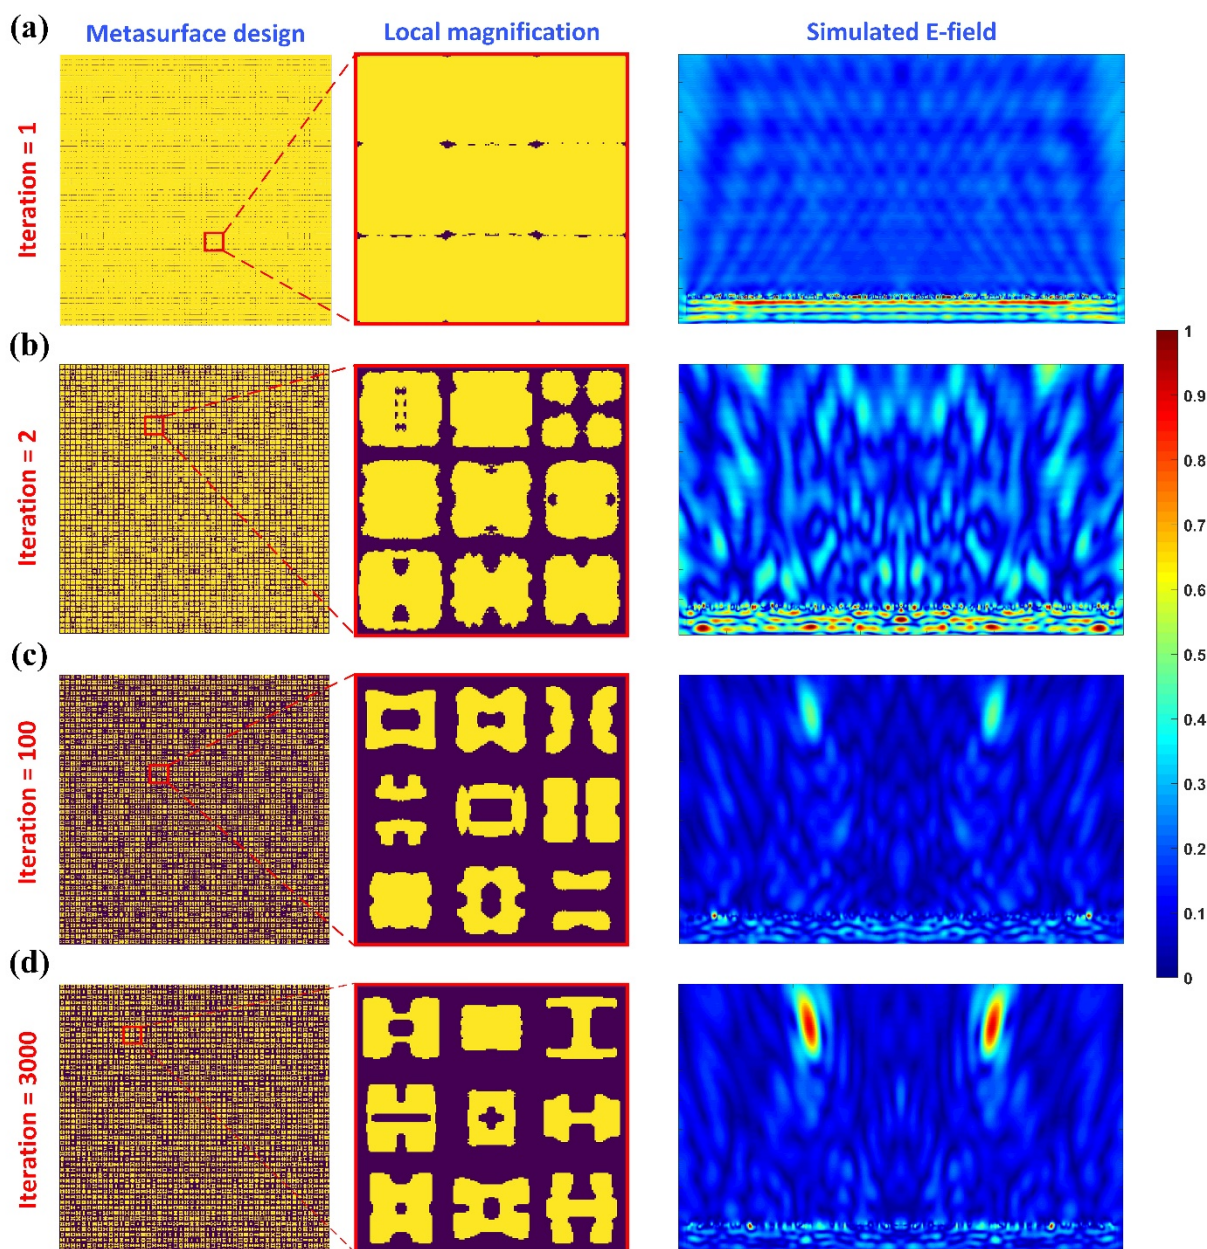 (a)
Metasurface design
Local magnification
Simulated E-field
Iteration = 1
(b)
Iteration = 2
(c)
Iteration = 100
(d)
Iteration = 3000
1
0.9
0.8
0.7
0.6
0.5
0.4
0.3
0.2
0.1
0